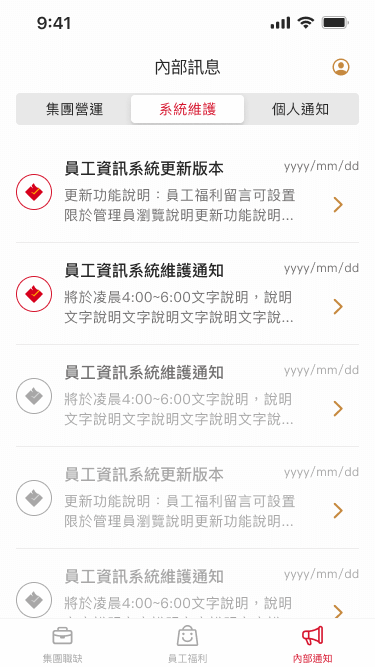 9:41
內部訊息
集團營運
系統維護
個人通知
員工資訊系統更新版本
yyyy/mm/dd
更新功能說明：員工福利留言可設置
限於管理員瀏覽說明更新功能說明...
員工資訊系統維護通知
yyyy/mm/dd
將於凌晨4:00~6:00文字說明，說明
文字說明文字說明文字說明文字說...
員工資訊系統維護通知
yyyy/mm/dd
將於凌晨4:00~6:00文字說明，說明
文字說明文字說明文字說明文字說...
員工資訊系統更新版本
yyyy/mm/dd
更新功能說明：員工福利留言可設置
限於管理員瀏覽說明更新功能說明...
員工資訊系統維護通知
yyyy/mm/dd
將於凌晨4:00~6:00文字說明，說明
集團職缺
員工福利
內部通知